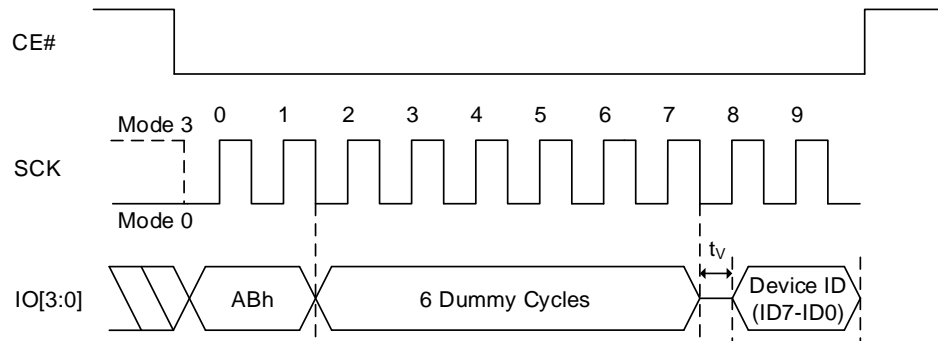 CE#
0 1 2 3 4 5 6 7 8 9
Mode 3
SCK
Mode 0
tV
IO[3:0]
ABh
6 Dummy Cycles
Device ID
(ID7-ID0)